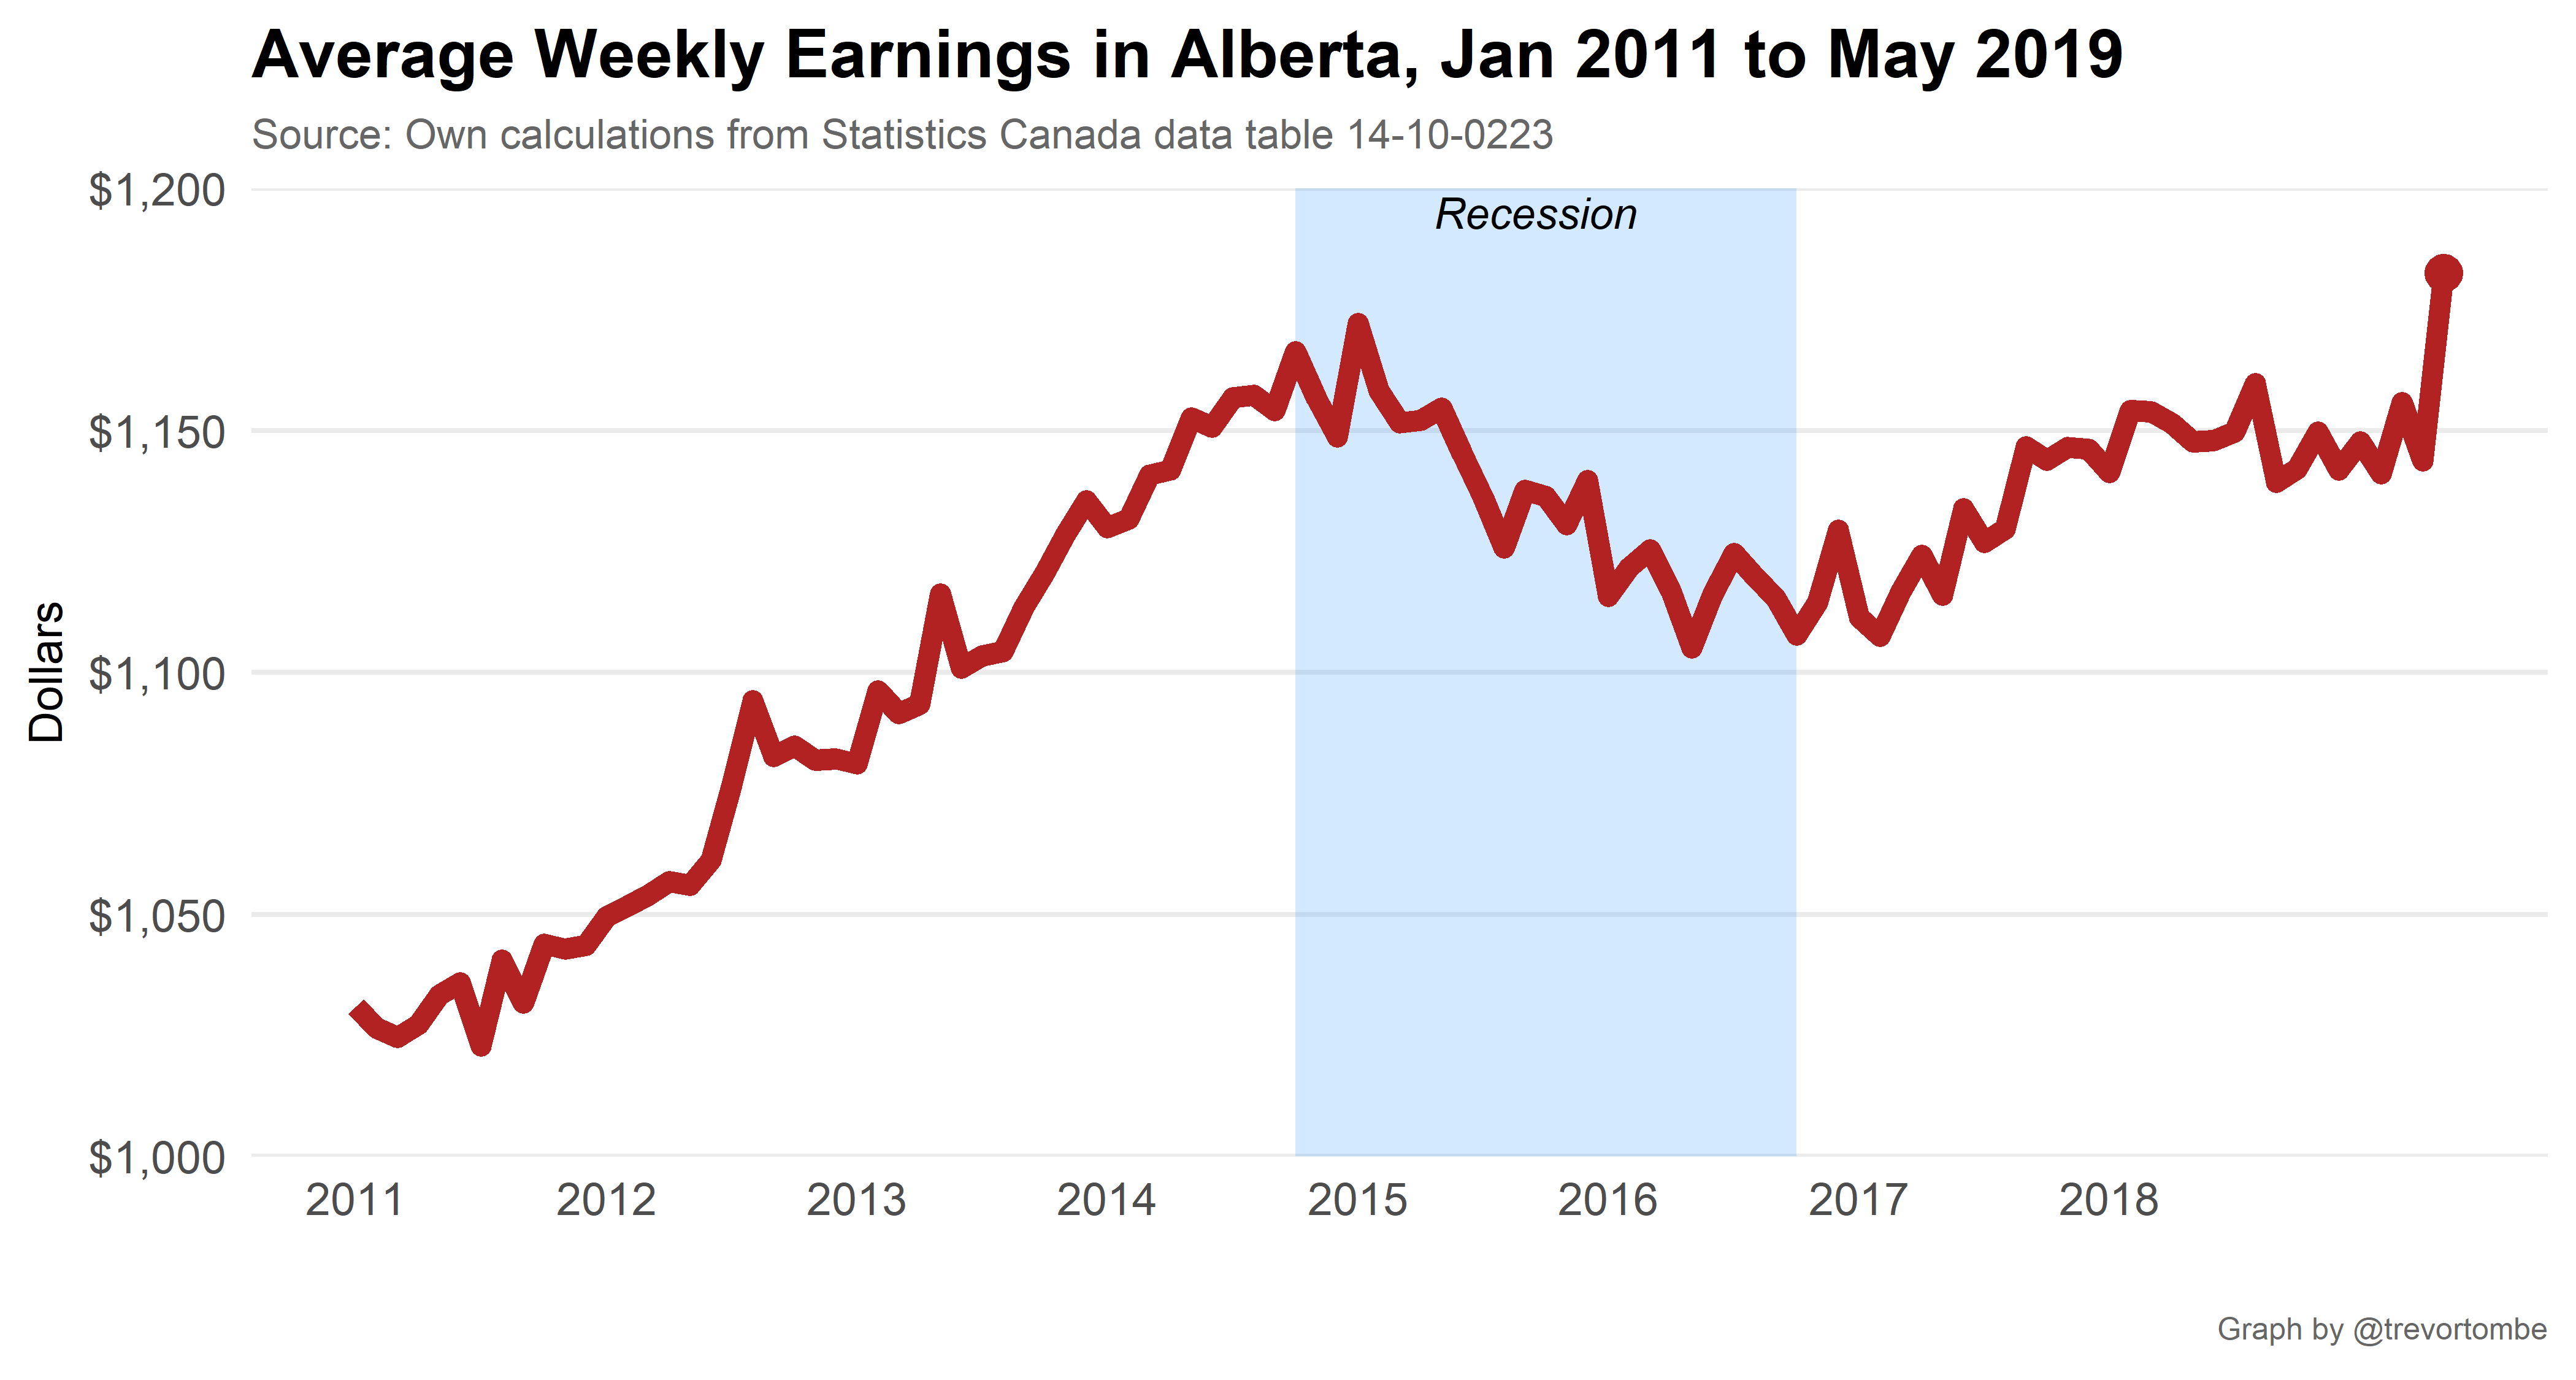 Average Weekly Earnings in Alberta, Jan 2011 to May 2019
Source: Own calculations from Statistics Canada data table 14-10-0223
$1,200
Recession
$1,150
$1,100
Dollars
$1,050
$1,000
2011 2012 2013 2014 2015 2016 2017 2018
Graph by @trevortombe